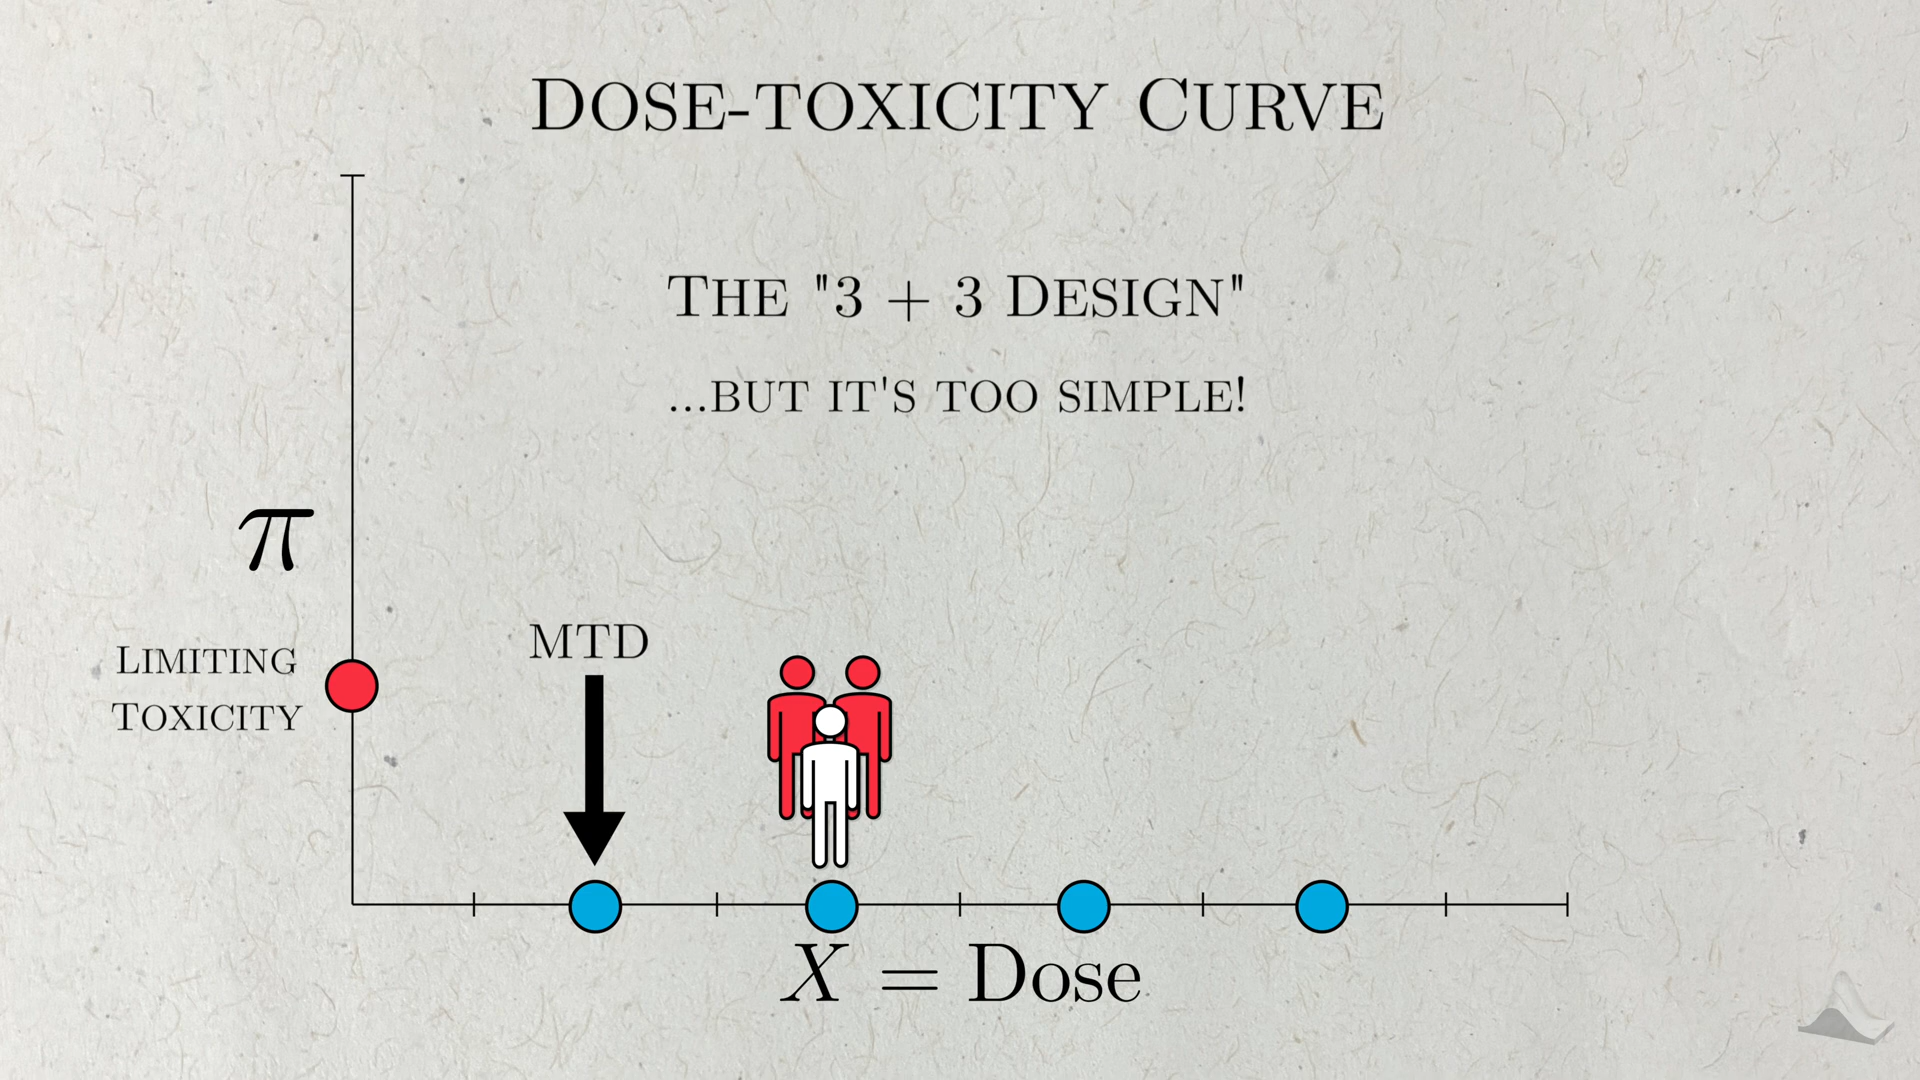 DOSE-TOXICITY CURVE
THE "3 + 3 DESIGN"
...BUT IT'S TOO SIMPLE!
π
LIMITING
TOXICITY
MTD
X = Dose